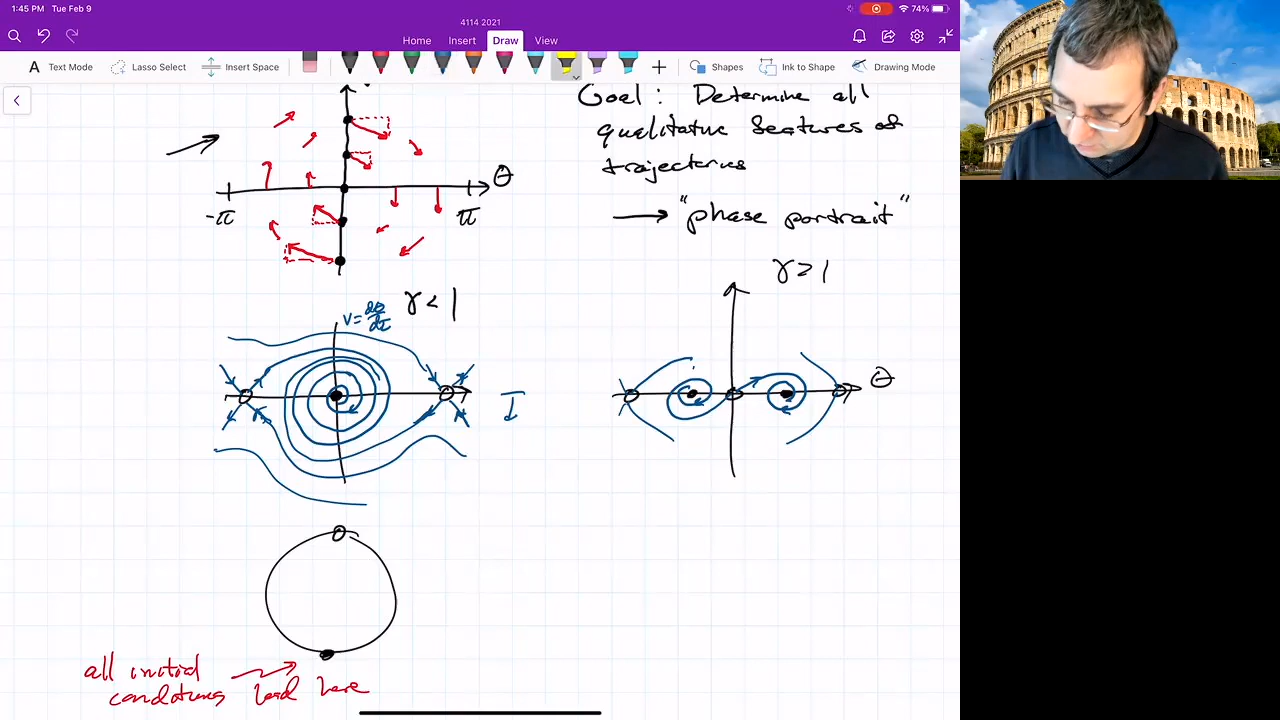 1:45 PM Tue Feb 9
74%
4114 2021
Home Insert Draw View
Text Mode Lasso Select Insert Space Shapes Ink to Shape Drawing Mode
Goal: Determine all
qualitative features of
trajectories
→ "phase portrait"
θ
-π π
γ < 1
v = dθ/dτ
I
γ > 1
θ
all initial
conditions lead here